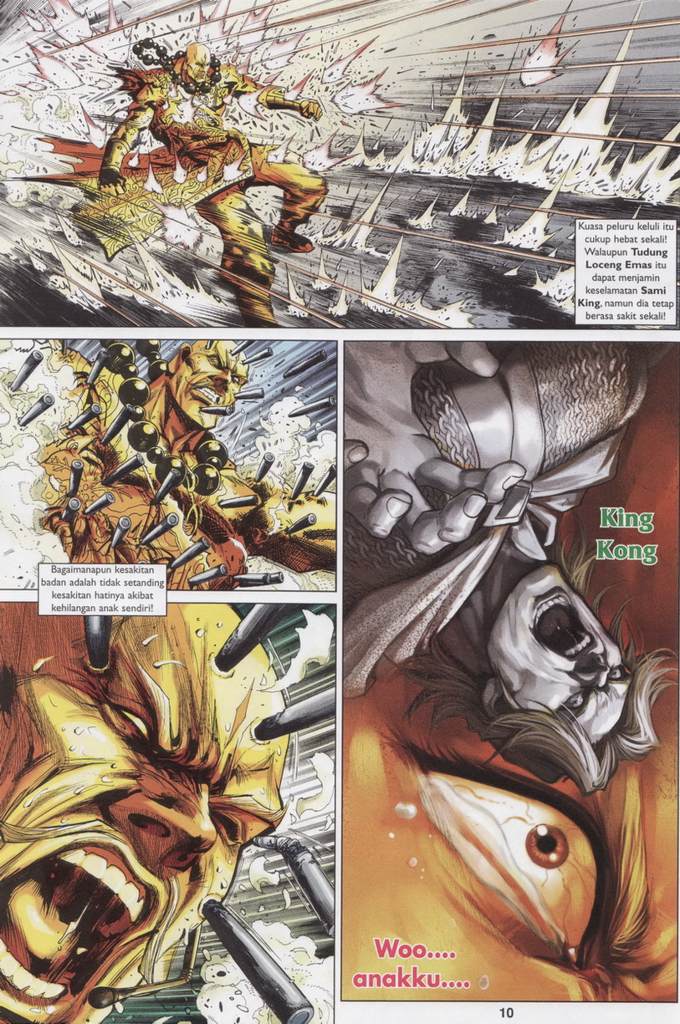 Kuasa peluru keluli itu
cukup hebat sekali!
Walaupun Tudung
Loceng Emas itu
dapat menjamin
keselamatan Sami
King, namun dia tetap
berasa sakit sekali!
Bagaimanapun kesakitan
badan adalah tidak setanding
kesakitan hatinya akibat
kehilangan anak sendiri!
King
Kong
Woo....
anakku....
10